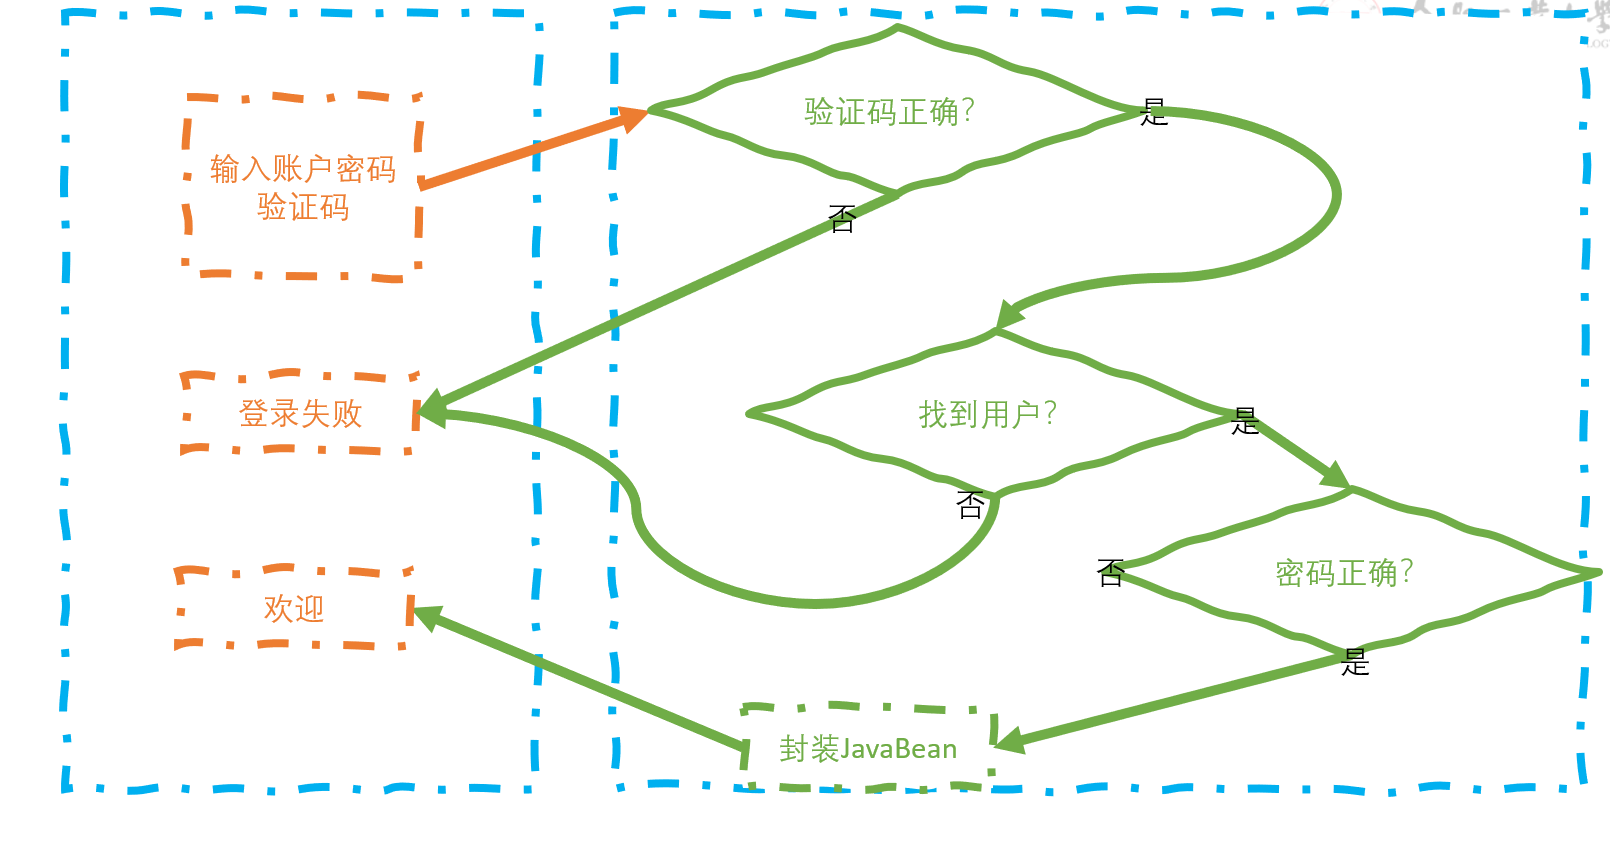 验证码正确?
是
输入账户密码
验证码
否
登录失败
找到用户?
是
否
密码正确?
否
欢迎
是
封装JavaBean